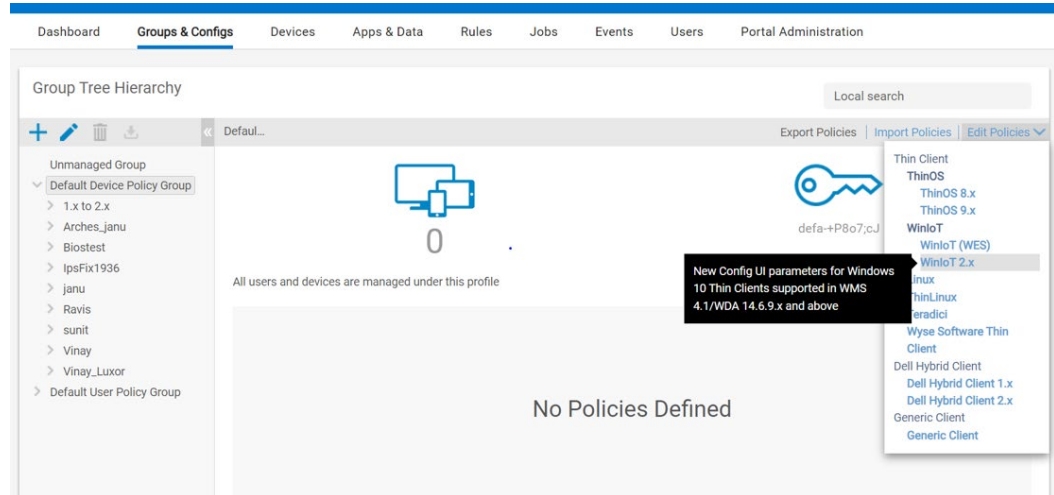 Dashboard Groups & Configs Devices Apps & Data Rules Jobs Events Users Portal Administration
Group Tree Hierarchy
Local search
Defaul...
Export Policies | Import Policies | Edit Policies
Unmanaged Group
Default Device Policy Group
1.x to 2.x
Arches_janu
Biostest
IpsFix1936
janu
Ravis
sunit
Vinay
Vinay_Luxor
Default User Policy Group
0
All users and devices are managed under this profile
defa-+P8o7;cJ
No Policies Defined
Thin Client
ThinOS
ThinOS 8.x
ThinOS 9.x
WinIoT
WinIoT (WES)
WinIoT 2.x
New Config UI parameters for Windows
10 Thin Clients supported in WMS
4.1/WDA 14.6.9.x and above
Linux
ThinLinux
Teradici
Wyse Software Thin
Client
Dell Hybrid Client
Dell Hybrid Client 1.x
Dell Hybrid Client 2.x
Generic Client
Generic Client